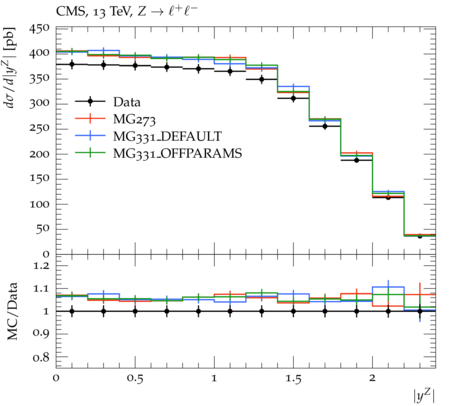 CMS, 13 TeV, Z → ℓ⁺ℓ⁻
dσ/d|y^Z| [pb]
450
400
350
300
250
200
150
100
50
0
Data
MG273
MG331_DEFAULT
MG331_OFFPARAMS
MC/Data
1.2
1.1
1
0.9
0.8
0 0.5 1 1.5 2
|y^Z|